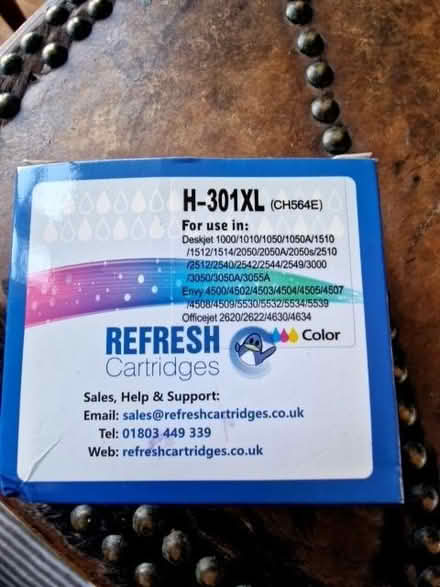 H-301XL (CH564E)
For use in:
Deskjet 1000/1010/1050/1050A/1510
/1512/1514/2050/2050A/2050s/2510
/2512/2540/2542/2544/2549/3000
/3050/3050A/3055A
Envy 4500/4502/4503/4504/4505/4507
/4508/4509/5530/5532/5534/5539
Officejet 2620/2622/4630/4634
REFRESH
Cartridges
Color
Sales, Help & Support:
Email: sales@refreshcartridges.co.uk
Tel: 01803 449 339
Web: refreshcartridges.co.uk